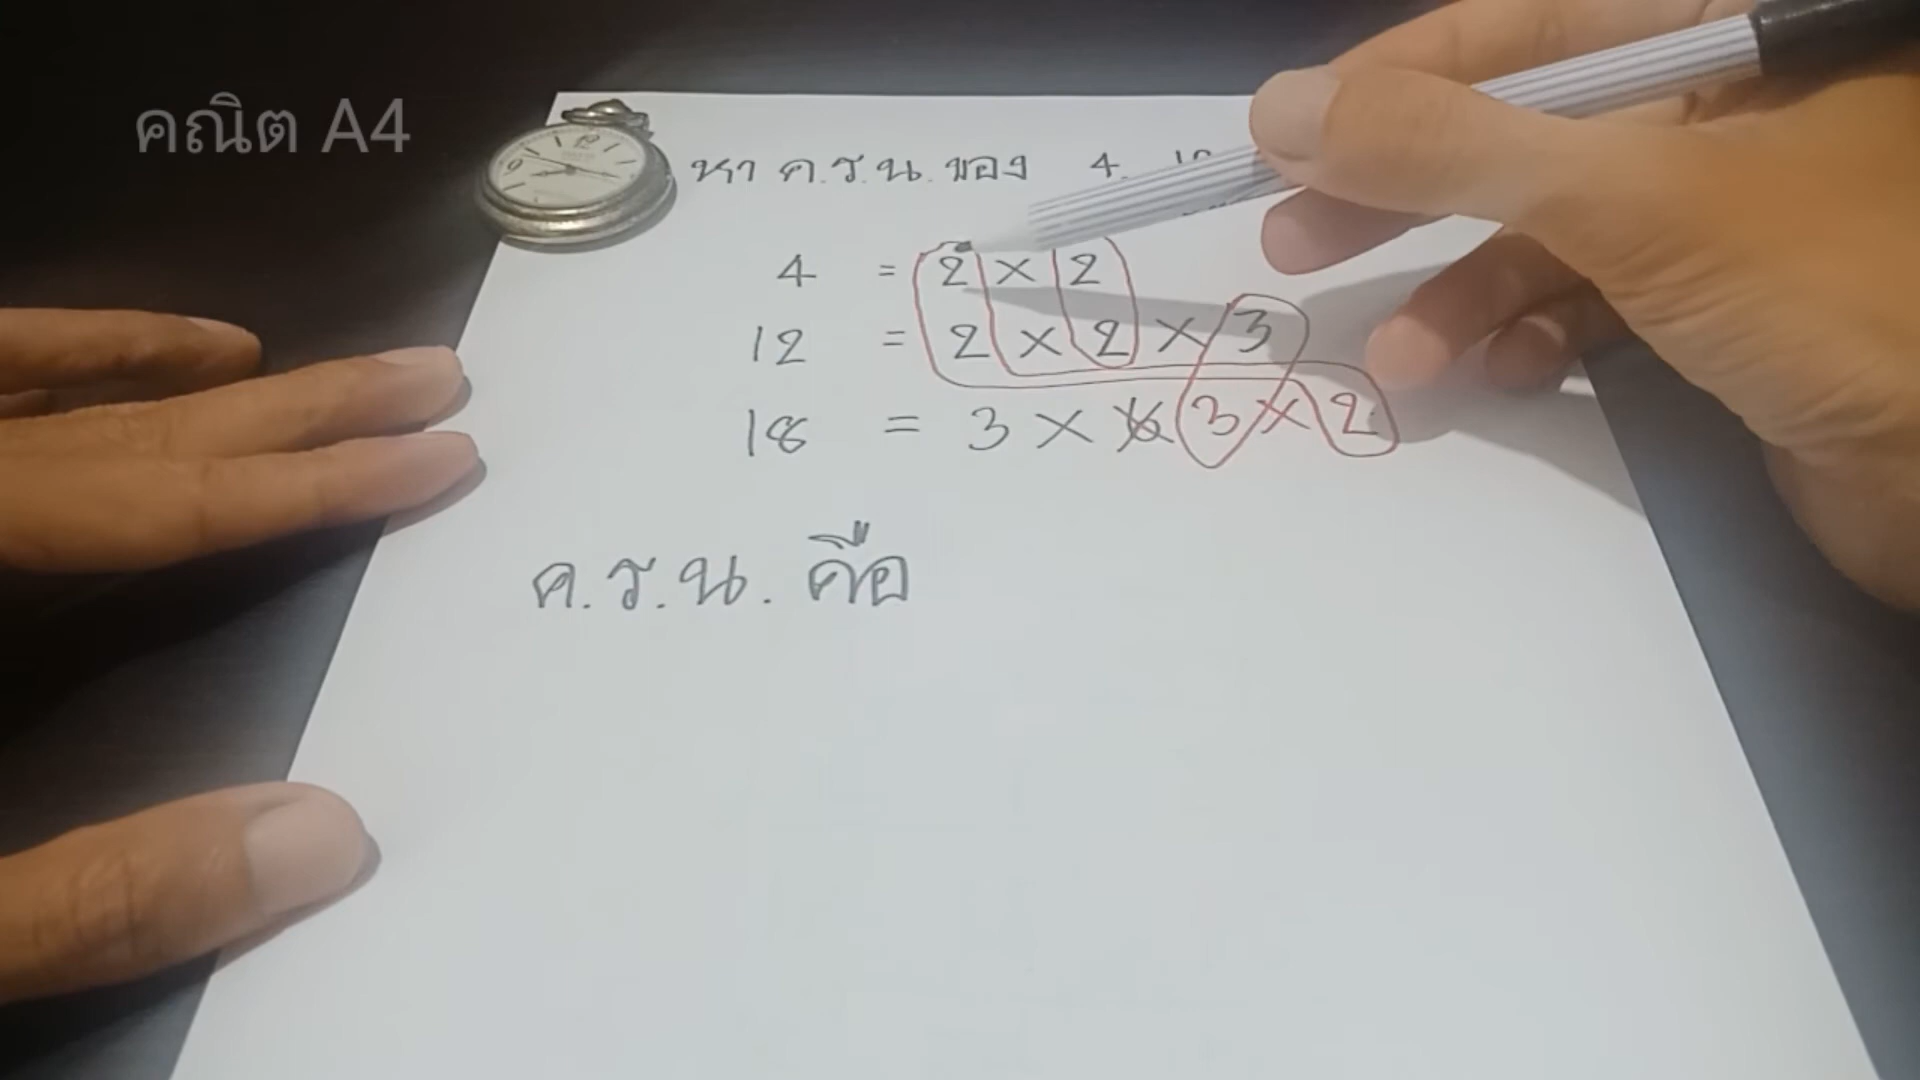 คณิต A4
หา ค.ร.น. ของ 4,
4 = 2 × 2
12 = 2 × 2 × 3
18 = 3 × 6 3 × 2
ค.ร.น. คือ